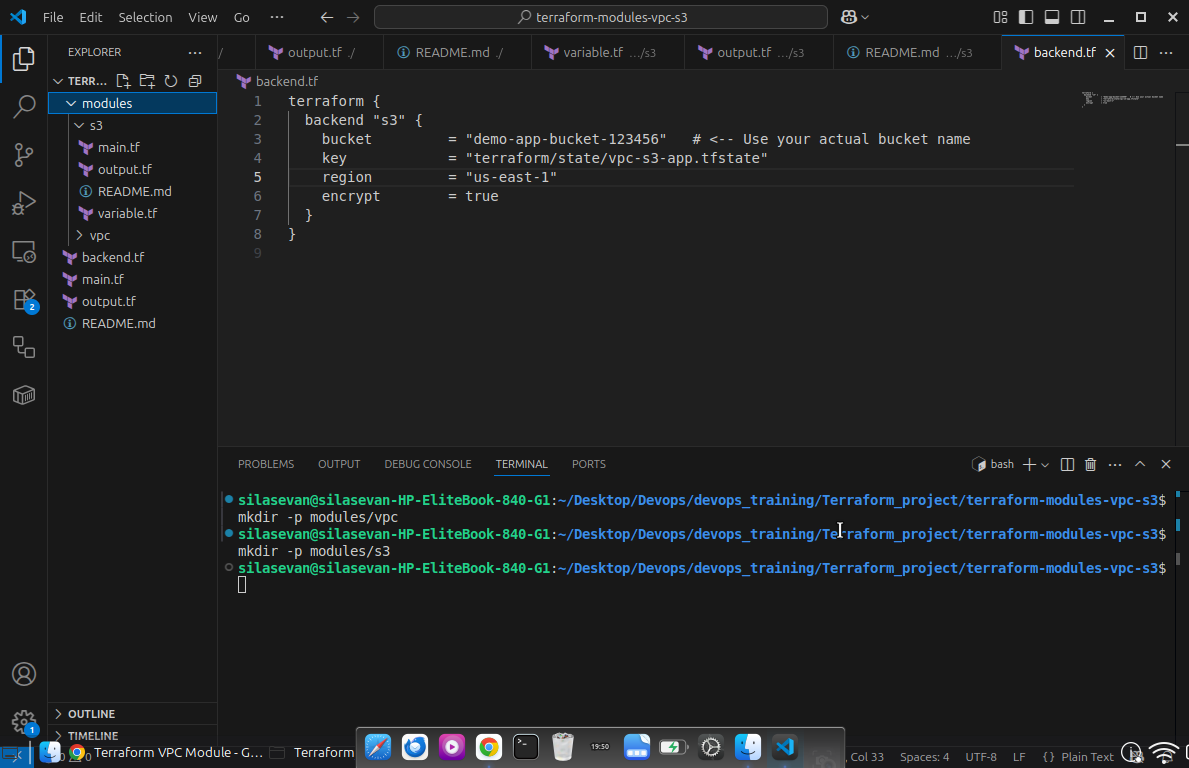 File Edit Selection View Go ··· terraform-modules-vpc-s3
EXPLORER ···
/ output.tf ./ README.md ./ variable.tf .../s3 output.tf .../s3 README.md .../s3 backend.tf
TERR...
modules
s3
main.tf
output.tf
README.md
variable.tf
vpc
backend.tf
main.tf
output.tf
README.md
2
backend.tf
1 terraform {
2 backend "s3" {
3 bucket = "demo-app-bucket-123456" # <-- Use your actual bucket name
4 key = "terraform/state/vpc-s3-app.tfstate"
5 region = "us-east-1"
6 encrypt = true
7 }
8 }
9
PROBLEMS OUTPUT DEBUG CONSOLE TERMINAL PORTS bash
silasevan@silasevan-HP-EliteBook-840-G1:~/Desktop/Devops/devops_training/Terraform_project/terraform-modules-vpc-s3$
mkdir -p modules/vpc
silasevan@silasevan-HP-EliteBook-840-G1:~/Desktop/Devops/devops_training/Terraform_project/terraform-modules-vpc-s3$
mkdir -p modules/s3
silasevan@silasevan-HP-EliteBook-840-G1:~/Desktop/Devops/devops_training/Terraform_project/terraform-modules-vpc-s3$
OUTLINE
TIMELINE
1
Terraform VPC Module - G... Terraform
19:50
, Col 33 Spaces: 4 UTF-8 LF {} Plain Text